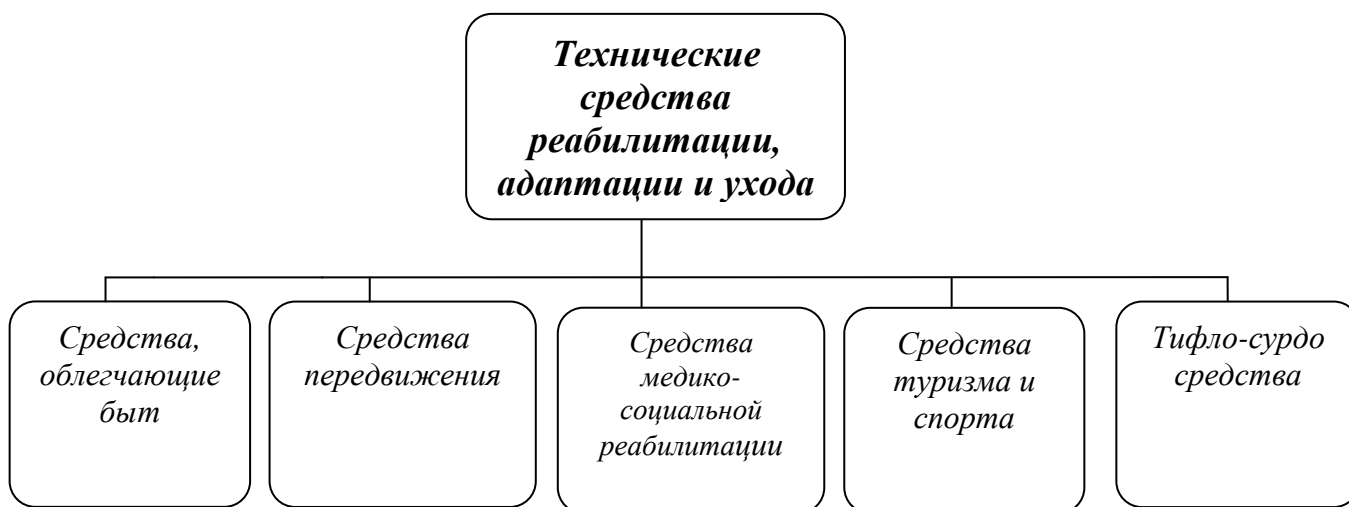 Технические
средства
реабилитации,
адаптации и ухода
Средства,
облегчающие
быт
Средства
передвижения
Средства
медико-
социальной
реабилитации
Средства
туризма и
спорта
Тифло-сурдо
средства